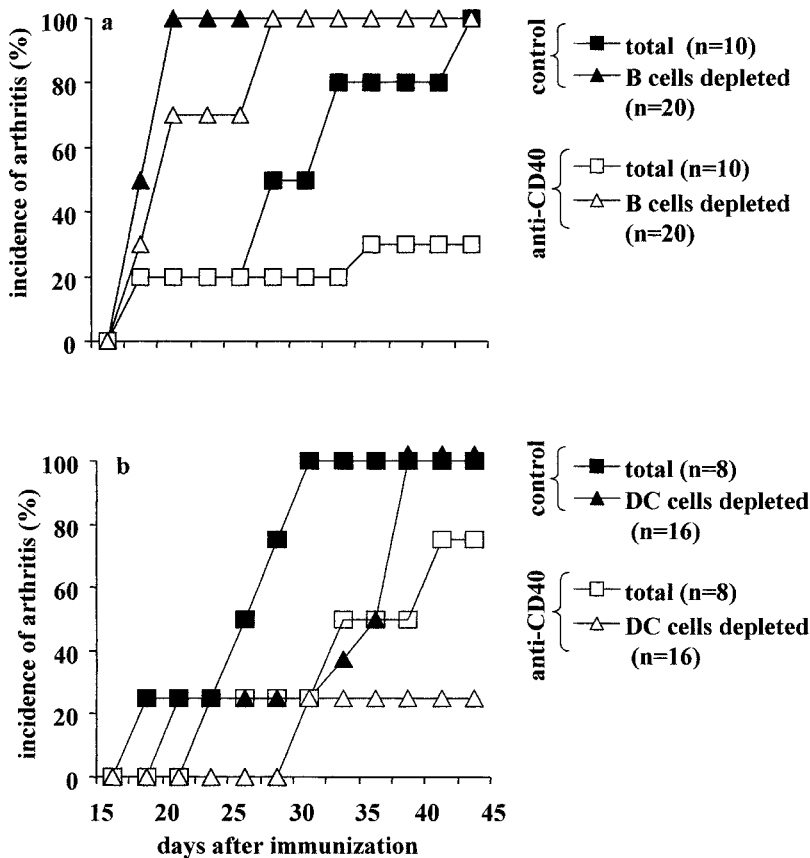 a
100
80
60
40
20
0
incidence of arthritis (%)
control
total (n=10)
B cells depleted
(n=20)
anti-CD40
total (n=10)
B cells depleted
(n=20)
b
100
80
60
40
20
0
incidence of arthritis (%)
15 20 25 30 31 40 45
days after immunization
control
total (n=8)
DC cells depleted
(n=16)
anti-CD40
total (n=8)
DC cells depleted
(n=16)